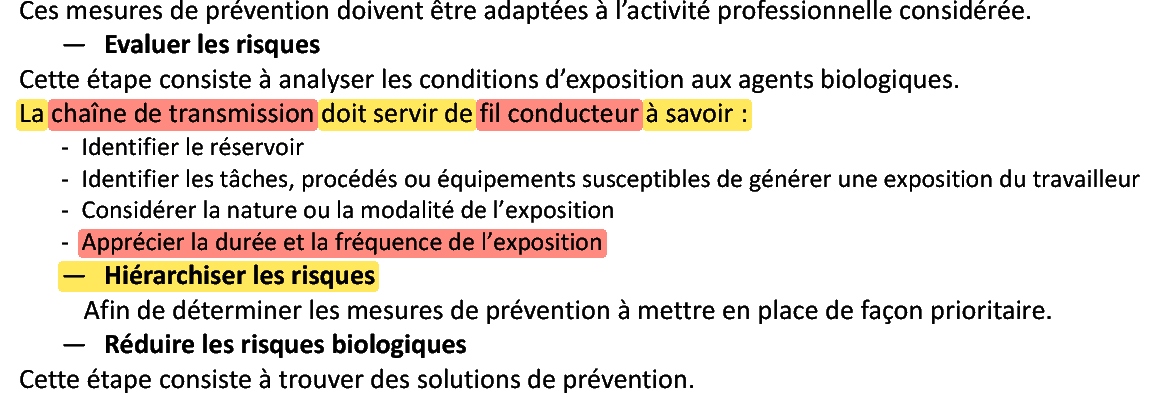 Ces mesures de prévention doivent être adaptées à l’activité professionnelle considérée.
— Evaluer les risques
Cette étape consiste à analyser les conditions d’exposition aux agents biologiques.
La chaîne de transmission doit servir de fil conducteur à savoir :
- Identifier le réservoir
- Identifier les tâches, procédés ou équipements susceptibles de générer une exposition du travailleur
- Considérer la nature ou la modalité de l’exposition
- Apprécier la durée et la fréquence de l’exposition
— Hiérarchiser les risques
Afin de déterminer les mesures de prévention à mettre en place de façon prioritaire.
— Réduire les risques biologiques
Cette étape consiste à trouver des solutions de prévention.